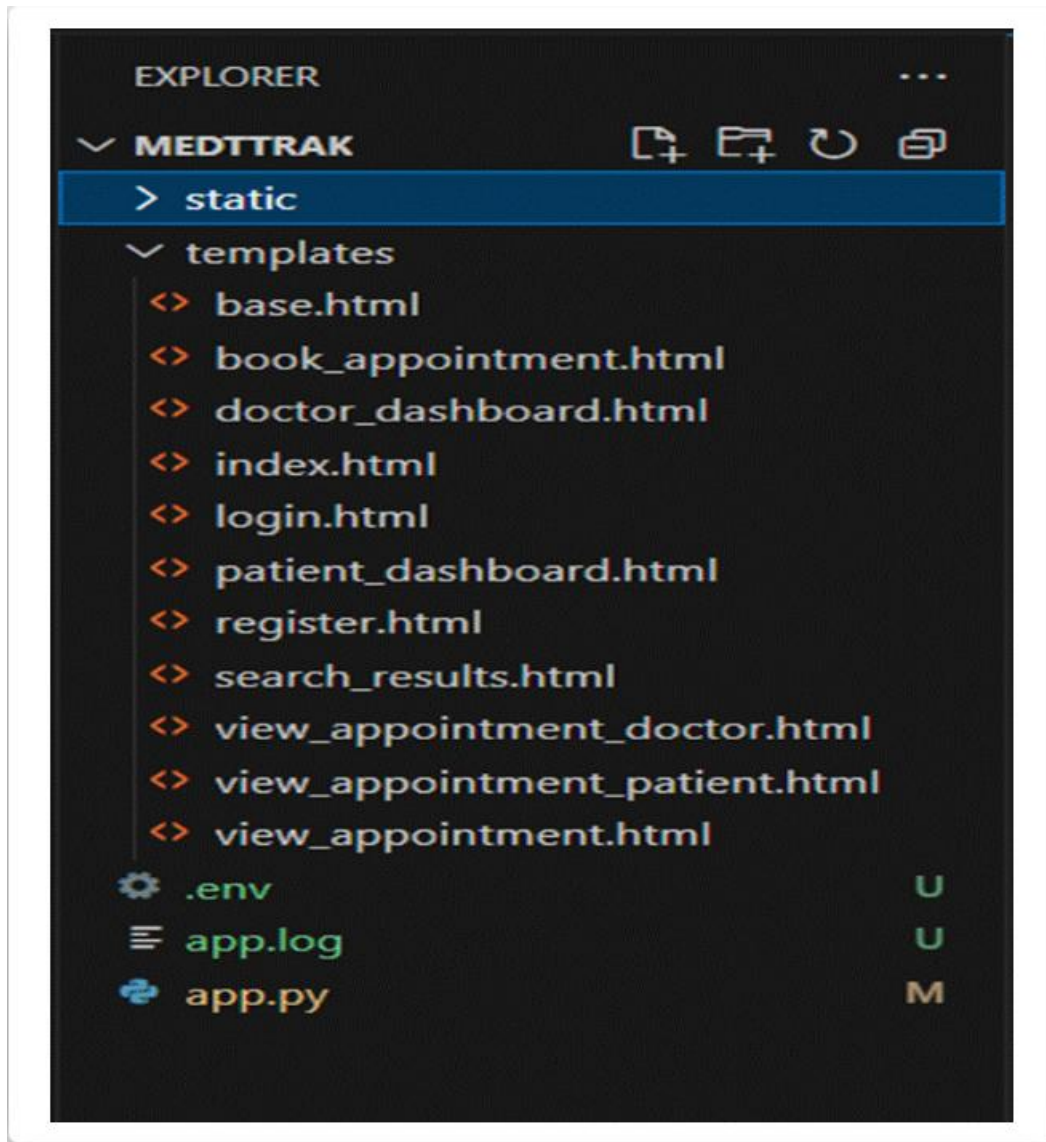 EXPLORER ...
MEDTTRAK
static
templates
base.html
book_appointment.html
doctor_dashboard.html
index.html
login.html
patient_dashboard.html
register.html
search_results.html
view_appointment_doctor.html
view_appointment_patient.html
view_appointment.html
.env U
app.log U
app.py M